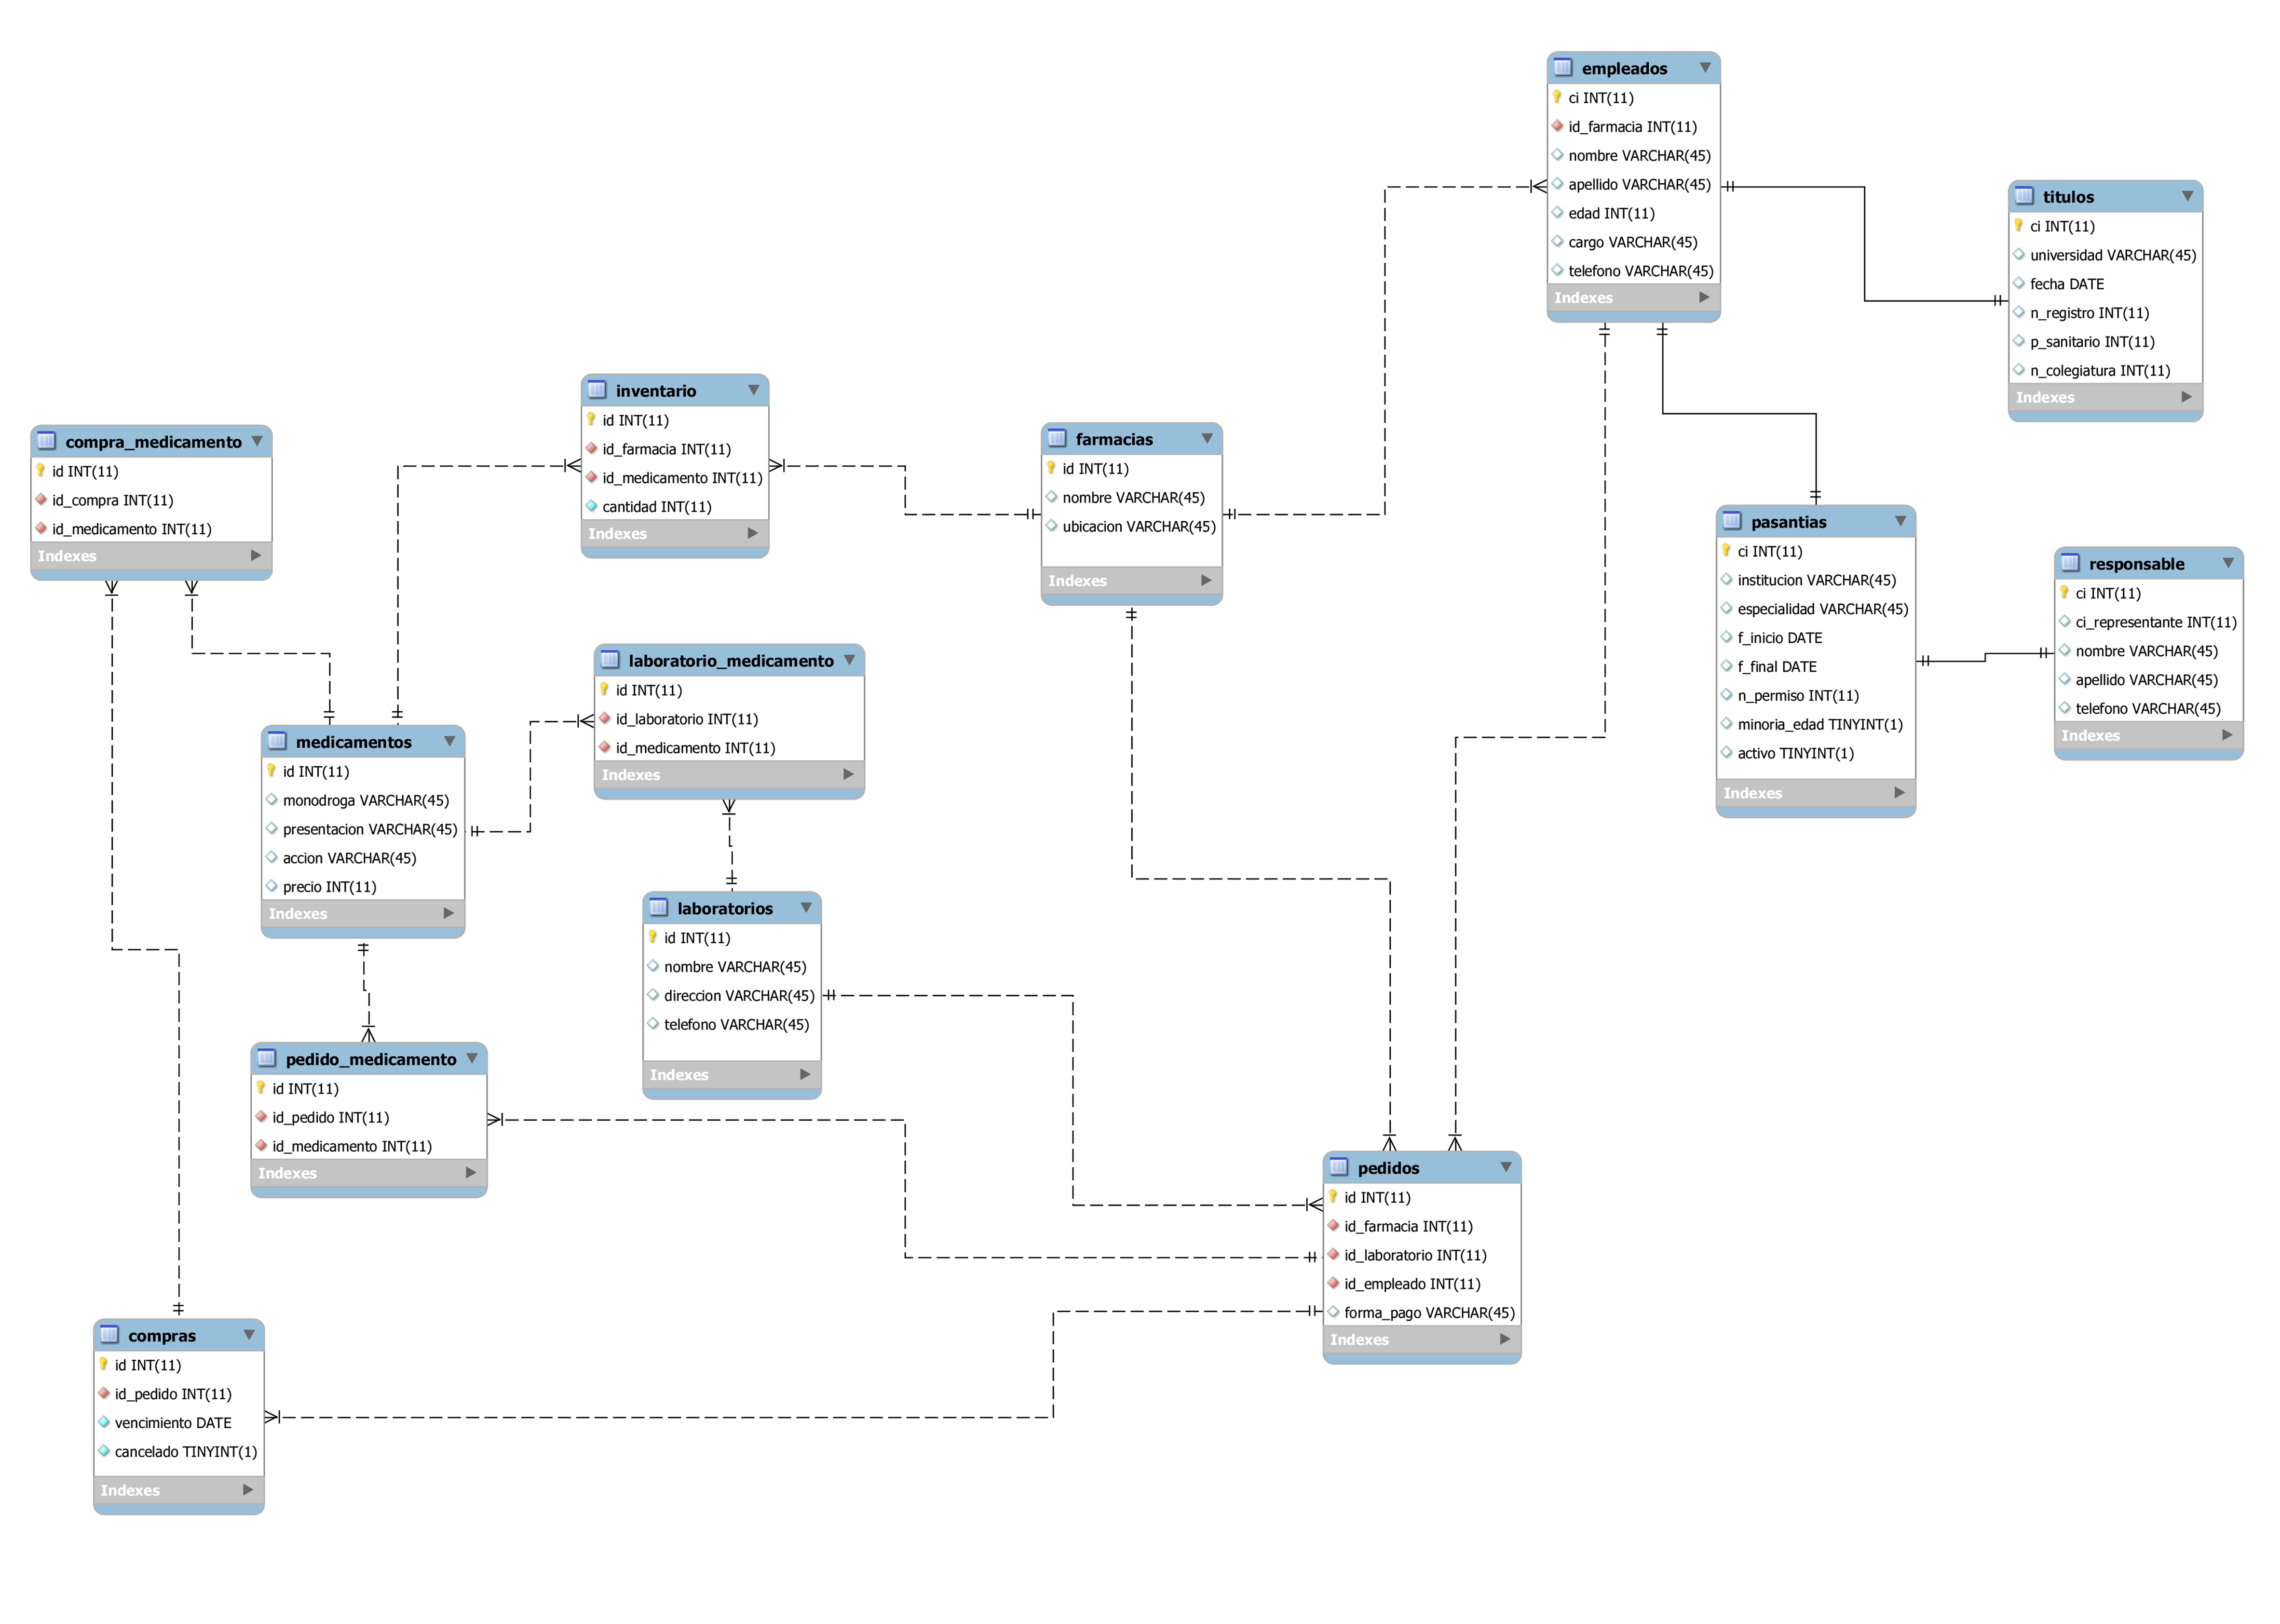 empleados
ci INT(11)
id_farmacia INT(11)
nombre VARCHAR(45)
apellido VARCHAR(45)
edad INT(11)
cargo VARCHAR(45)
telefono VARCHAR(45)
Indexes
titulos
ci INT(11)
universidad VARCHAR(45)
fecha DATE
n_registro INT(11)
p_sanitario INT(11)
n_colegiatura INT(11)
Indexes
inventario
id INT(11)
id_farmacia INT(11)
id_medicamento INT(11)
cantidad INT(11)
Indexes
farmacias
id INT(11)
nombre VARCHAR(45)
ubicacion VARCHAR(45)
Indexes
compra_medicamento
id INT(11)
id_compra INT(11)
id_medicamento INT(11)
Indexes
pasantias
ci INT(11)
institucion VARCHAR(45)
especialidad VARCHAR(45)
f_inicio DATE
f_final DATE
n_permiso INT(11)
minoria_edad TINYINT(1)
activo TINYINT(1)
Indexes
responsable
ci INT(11)
ci_representante INT(11)
nombre VARCHAR(45)
apellido VARCHAR(45)
telefono VARCHAR(45)
Indexes
laboratorio_medicamento
id INT(11)
id_laboratorio INT(11)
id_medicamento INT(11)
Indexes
medicamentos
id INT(11)
monodroga VARCHAR(45)
presentacion VARCHAR(45)
accion VARCHAR(45)
precio INT(11)
Indexes
laboratorios
id INT(11)
nombre VARCHAR(45)
direccion VARCHAR(45)
telefono VARCHAR(45)
Indexes
pedido_medicamento
id INT(11)
id_pedido INT(11)
id_medicamento INT(11)
Indexes
pedidos
id INT(11)
id_farmacia INT(11)
id_laboratorio INT(11)
id_empleado INT(11)
forma_pago VARCHAR(45)
Indexes
compras
id INT(11)
id_pedido INT(11)
vencimiento DATE
cancelado TINYINT(1)
Indexes